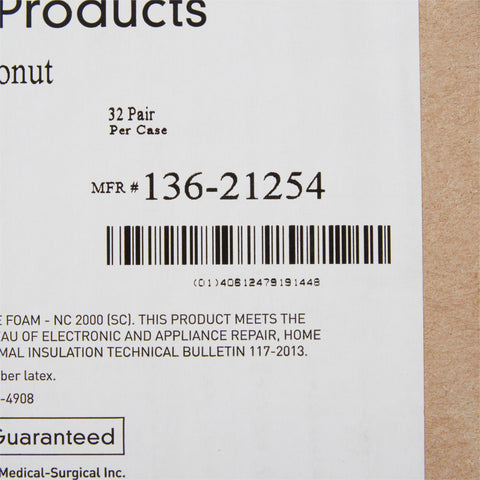 Products
onut
32 Pair
Per Case
MFR # 136-21254
(01)40612479191448
E FOAM - NC 2000 (SC). THIS PRODUCT MEETS THE
AU OF ELECTRONIC AND APPLIANCE REPAIR, HOME
MAL INSULATION TECHNICAL BULLETIN 117-2013.
ber latex.
-4908
Guaranteed
Medical-Surgical Inc.